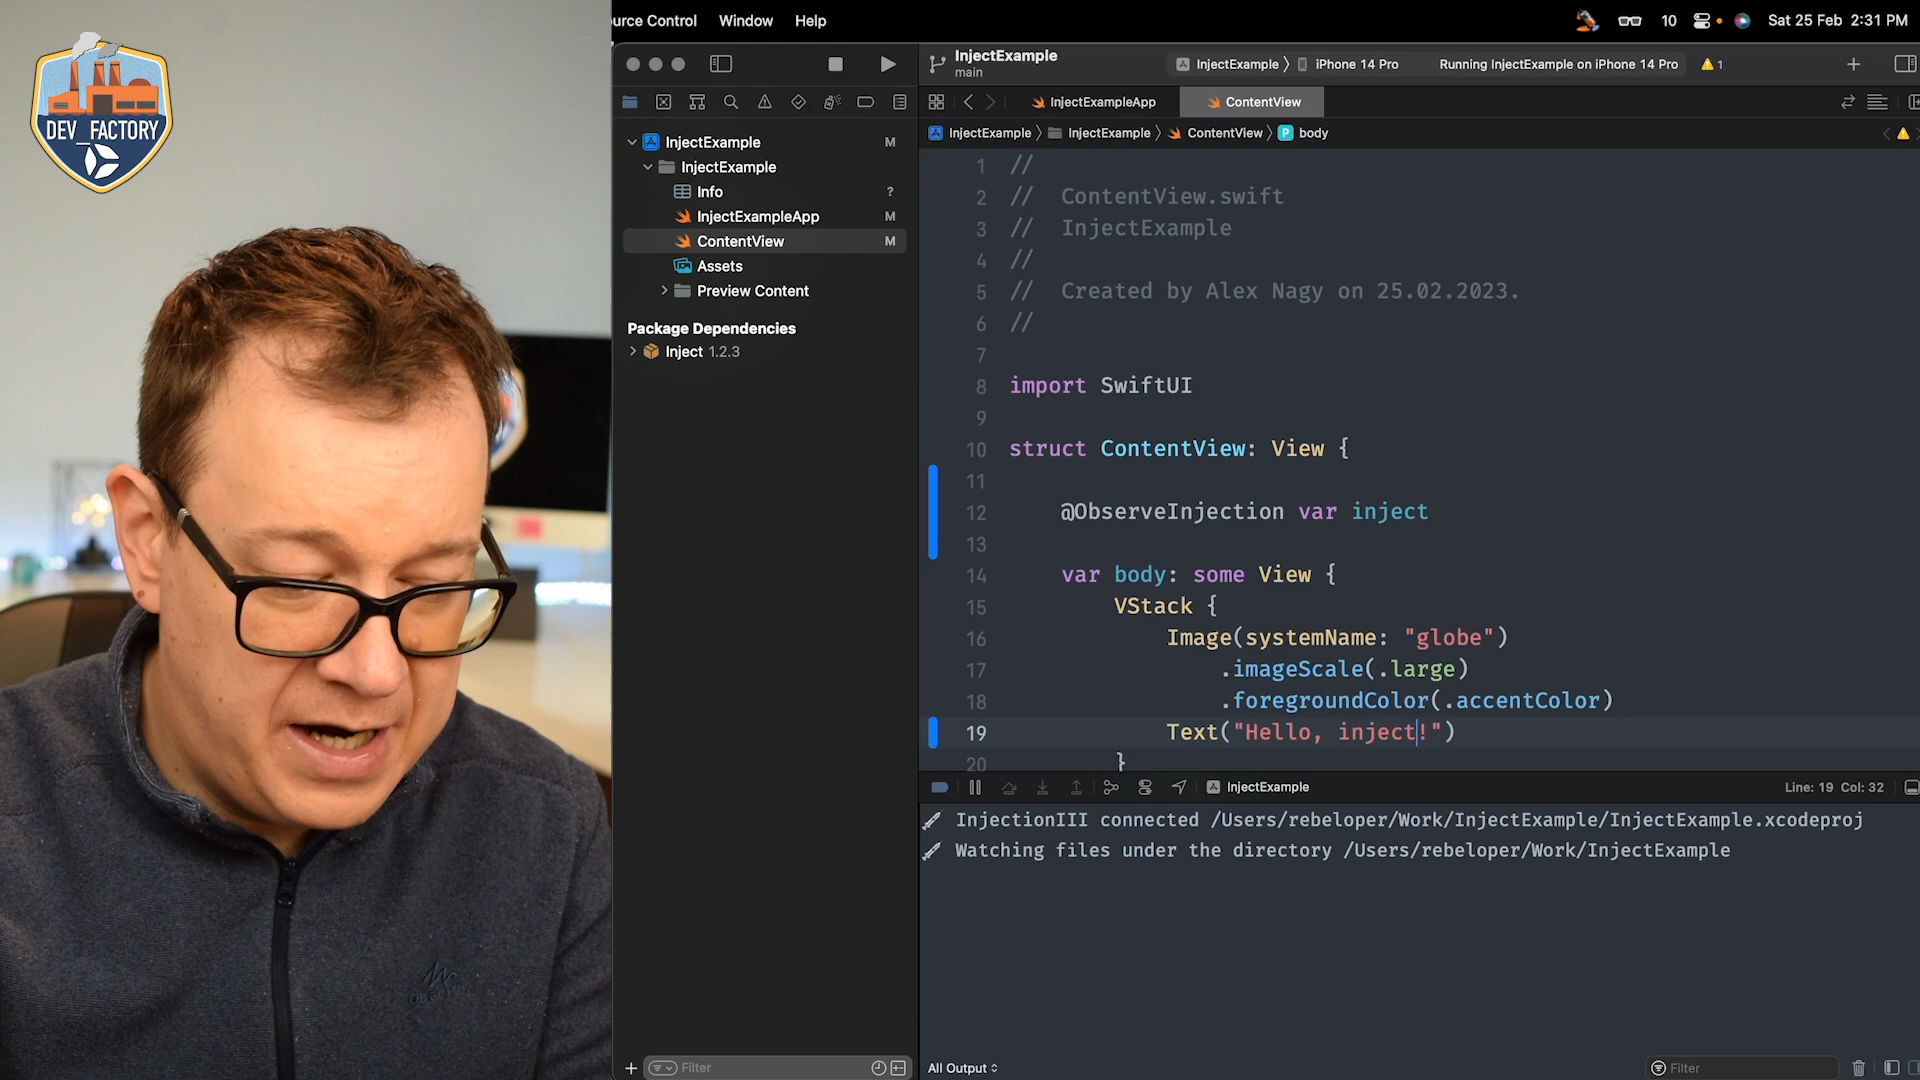 DEV_FACTORY
urce Control Window Help
10 Sat 25 Feb 2:31 PM
InjectExample
main
InjectExample iPhone 14 Pro Running InjectExample on iPhone 14 Pro 1
InjectExampleApp ContentView
InjectExample InjectExample ContentView P body
InjectExample M
InjectExample
Info ?
InjectExampleApp M
ContentView M
Assets
Preview Content
Package Dependencies
Inject 1.2.3
1 //
2 // ContentView.swift
3 // InjectExample
4 //
5 // Created by Alex Nagy on 25.02.2023.
6 //
7
8 import SwiftUI
9
10 struct ContentView: View {
11
12 @ObserveInjection var inject
13
14 var body: some View {
15 VStack {
16 Image(systemName: "globe")
17 .imageScale(.large)
18 .foregroundColor(.accentColor)
19 Text("Hello, inject!")
20 }
InjectExample Line: 19 Col: 32
InjectionIII connected /Users/rebeloper/Work/InjectExample/InjectExample.xcodeproj
Watching files under the directory /Users/rebeloper/Work/InjectExample
Filter
All Output
Filter